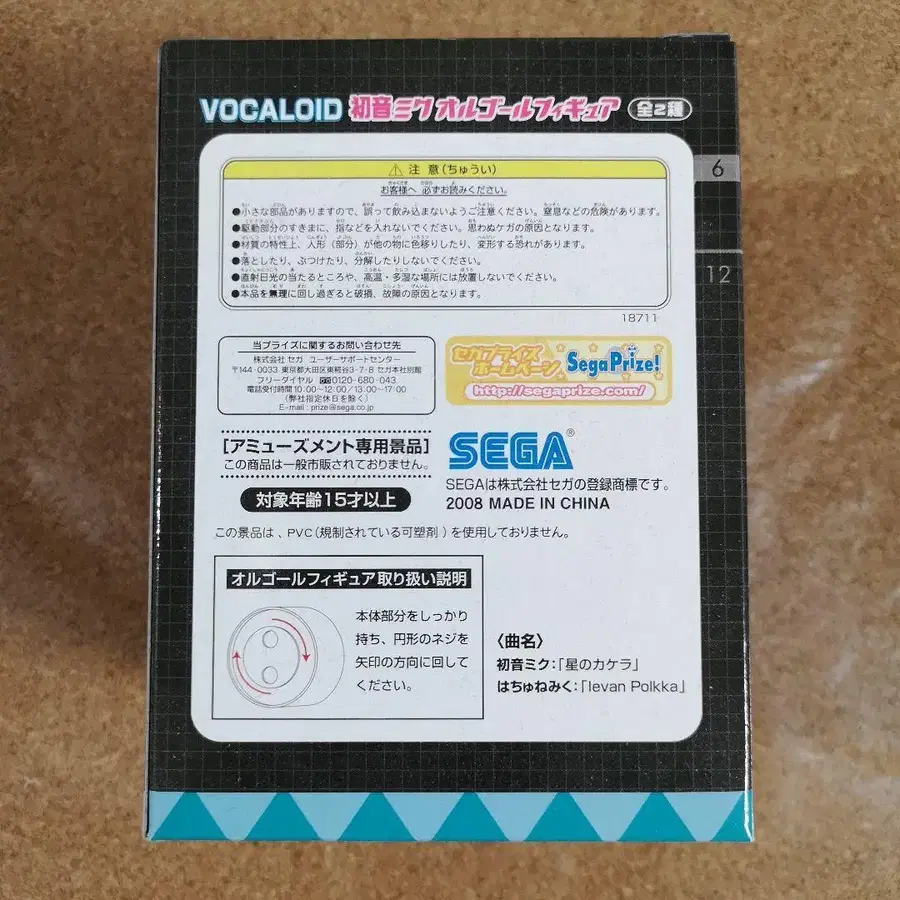 VOCALOID 初音ミク オルゴールフィギュア 全2種
6
12
⚠ 注 意 (ちゅうい)
お客様へ 必ずお読みください。
●小さな部品がありますので、誤って飲み込まないようご注意ください。窒息などの危険があります。
●駆動部分のすきまに、指などを入れないでください。思わぬケガの原因となります。
●材質の特性上、人形(部分)が他の物に色移りしたり、変形する恐れがあります。
●落としたり、ぶつけたり、分解したりしないでください。
●直射日光の当たるところや、高温・多湿な場所には放置しないでください。
●本品を無理に回し過ぎると破損、故障の原因となります。
18711
当プライズに関するお問い合わせ先
株式会社 セガ ユーザーサポートセンター
〒144-0033 東京都大田区東糀谷3-7-8 セガ本社別館
フリーダイヤル 0120-680-043
電話受付時間 10:00~12:00/13:00~17:00
(弊社指定休日を除く)
E-mail:prize@sega.co.jp
セガプライズ
ホームページ
SegaPrize!
http://segaprize.com/
[アミューズメント専用景品]
この商品は一般市販されておりません。
対象年齢15才以上
SEGA®
SEGAは株式会社セガの登録商標です。
2008 MADE IN CHINA
この景品は、PVC(規制されている可塑剤)を使用しておりません。
オルゴールフィギュア取り扱い説明
本体部分をしっかり
持ち、円形のネジを
矢印の方向に回して
ください。
〈曲名〉
初音ミク:「星のカケラ」
はちゅねみく:「Ievan Polkka」